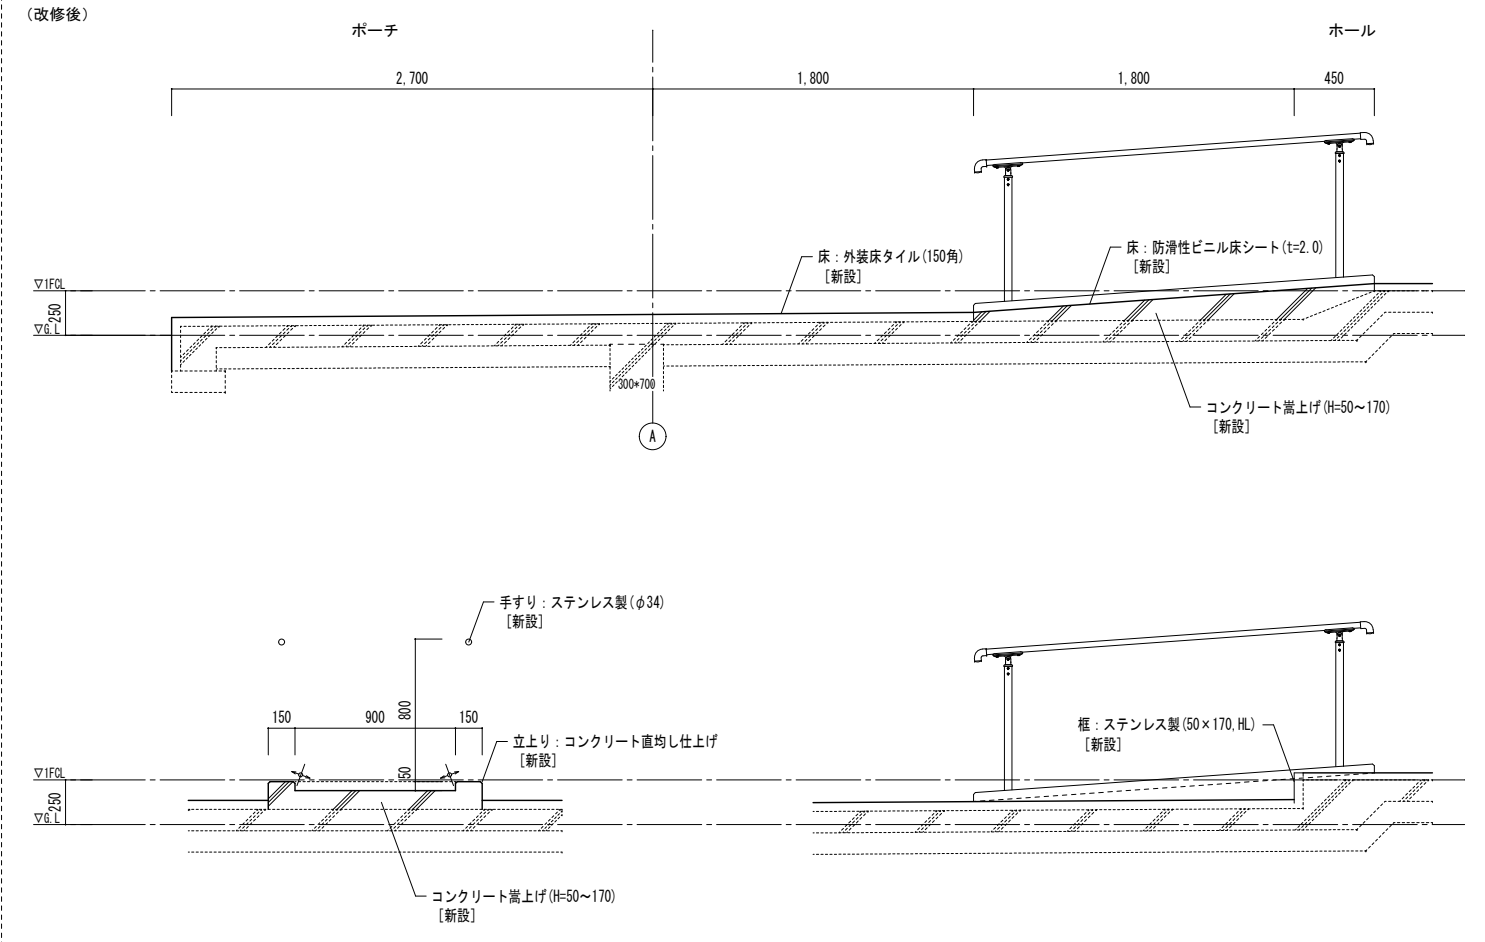 (改修後)
ポーチ
ホール
2,700
1,800
1,800
450
床：外装床タイル(150角)
[新設]
床：防滑性ビニル床シート(t=2.0)
[新設]
▽1FCL
250
▽G.L
300*700
コンクリート嵩上げ(H=50～170)
[新設]
A
手すり：ステンレス製(φ34)
[新設]
150
900
150
800
50
立上り：コンクリート直均し仕上げ
[新設]
框：ステンレス製(50×170,HL)
[新設]
▽1FCL
250
▽G.L
コンクリート嵩上げ(H=50～170)
[新設]